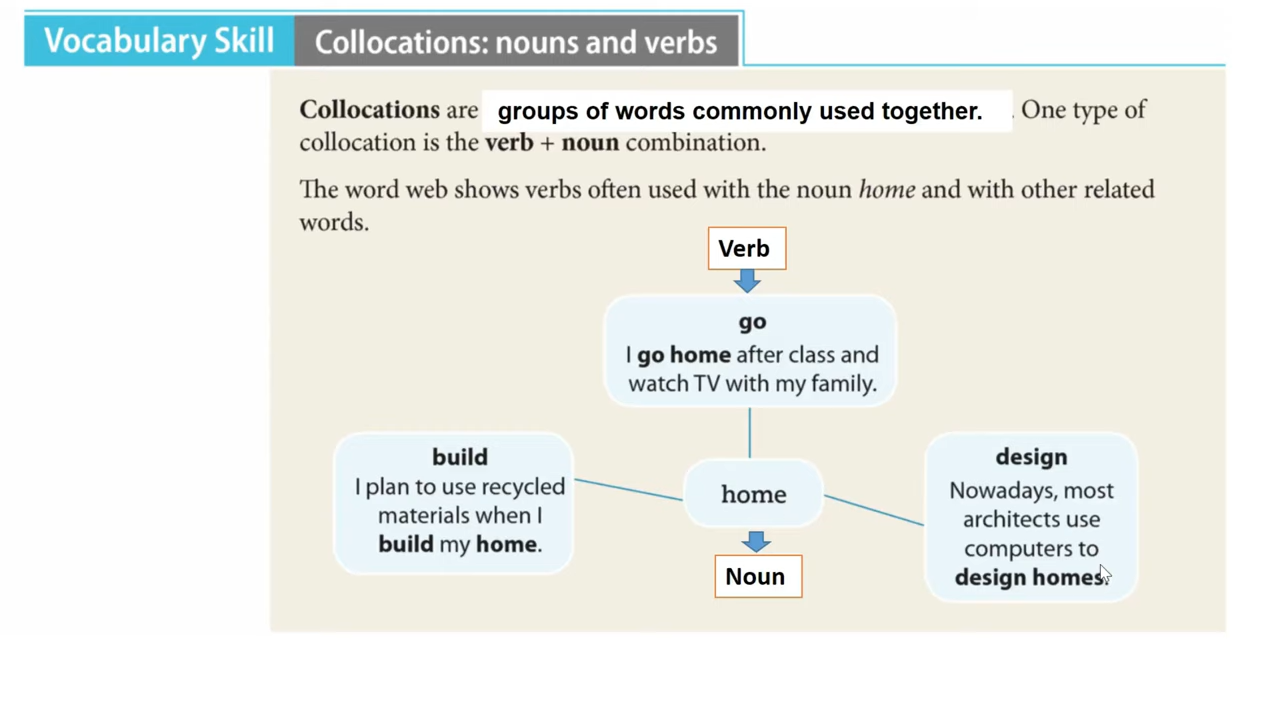 Vocabulary Skill Collocations: nouns and verbs
Collocations are groups of words commonly used together. . One type of
collocation is the verb + noun combination.
The word web shows verbs often used with the noun home and with other related
words.
Verb
go
I go home after class and
watch TV with my family.
build
I plan to use recycled
materials when I
build my home.
home
Noun
design
Nowadays, most
architects use
computers to
design homes.